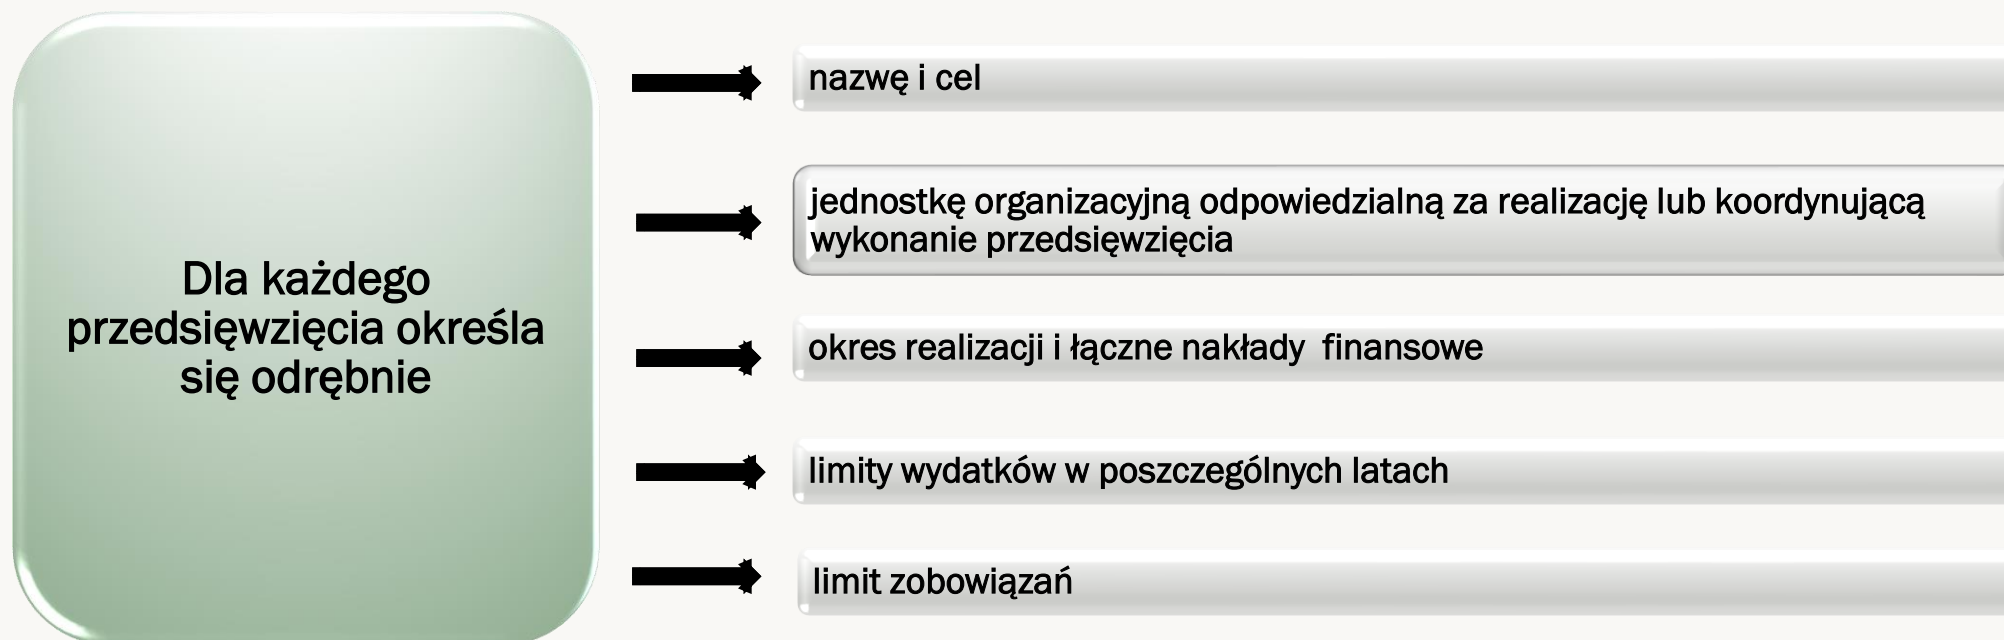 Dla każdego
przedsięwzięcia określa
się odrębnie
nazwę i cel
jednostkę organizacyjną odpowiedzialną za realizację lub koordynującą
wykonanie przedsięwzięcia
okres realizacji i łączne nakłady finansowe
limity wydatków w poszczególnych latach
limit zobowiązań